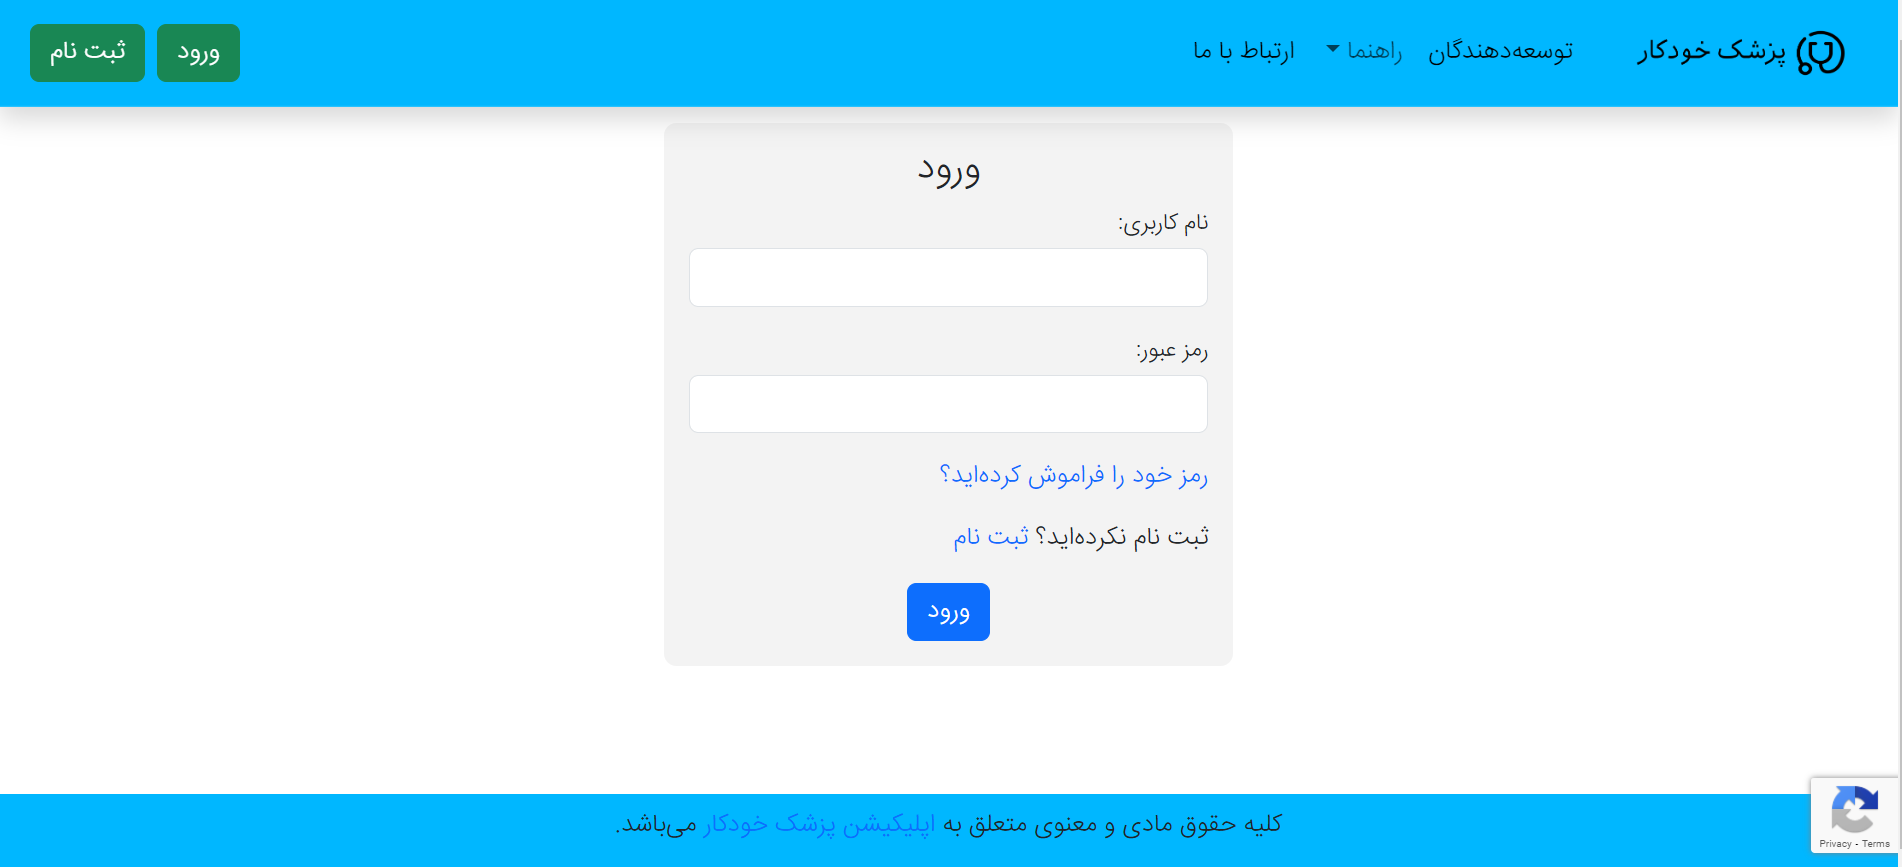 پزشک خودکار
توسعه‌دهندگان
راهنما
ارتباط با ما
ورود
ثبت نام
ورود
نام کاربری:
رمز عبور:
رمز خود را فراموش کرده‌اید؟
ثبت نام نکرده‌اید؟ ثبت نام
ورود
کلیه حقوق مادی و معنوی متعلق به اپلیکیشن پزشک خودکار می‌باشد.
Privacy - Terms